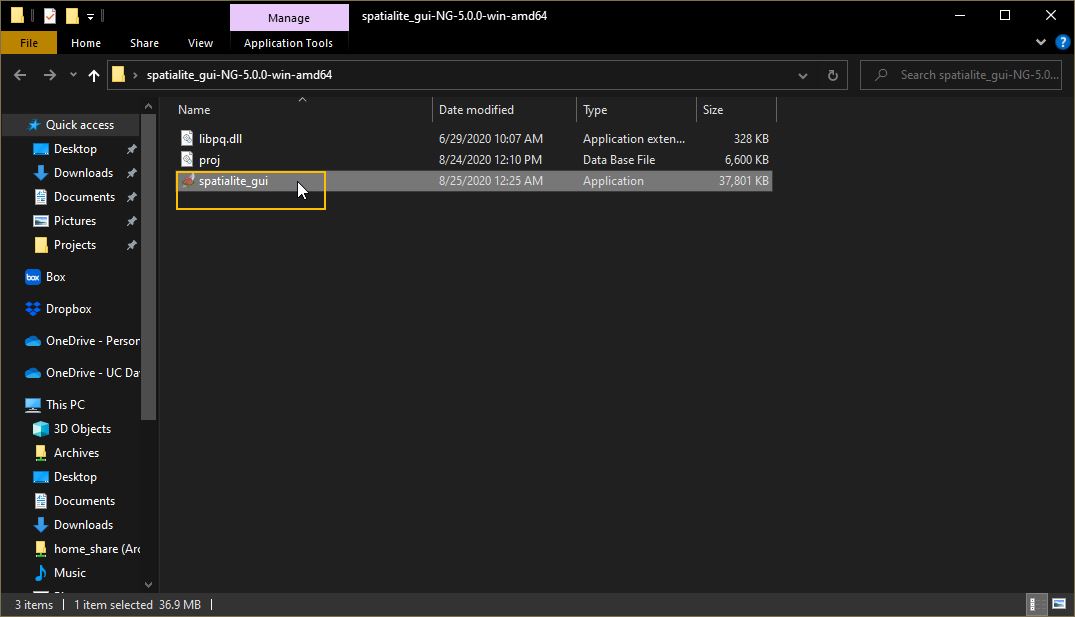 Manage
spatialite_gui-NG-5.0.0-win-amd64
File Home Share View Application Tools
spatialite_gui-NG-5.0.0-win-amd64
Search spatialite_gui-NG-5.0...
Name Date modified Type Size
libpq.dll 6/29/2020 10:07 AM Application exten... 328 KB
proj 8/24/2020 12:10 PM Data Base File 6,600 KB
spatialite_gui 8/25/2020 12:25 AM Application 37,801 KB
Quick access
Desktop
Downloads
Documents
Pictures
Projects
box Box
Dropbox
OneDrive - Person
OneDrive - UC Da
This PC
3D Objects
Archives
Desktop
Documents
Downloads
home_share (Arc
Music
3 items 1 item selected 36.9 MB